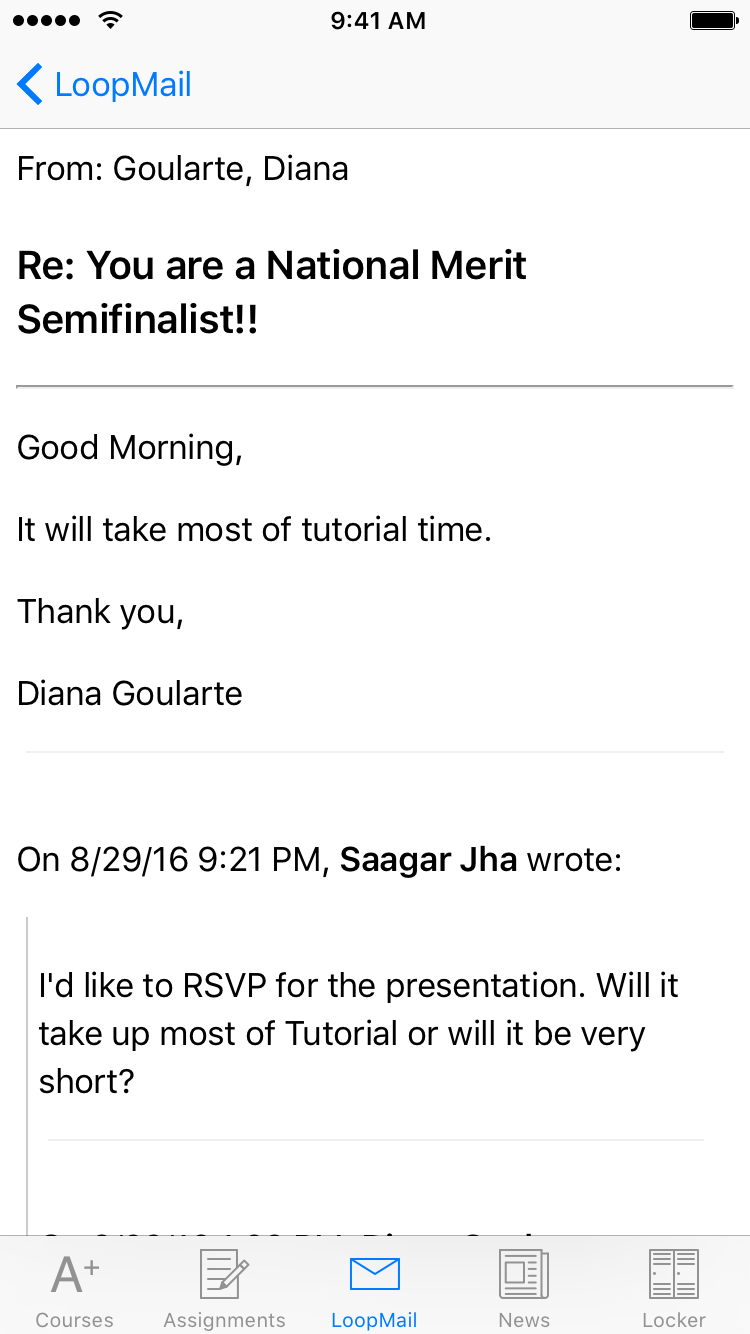 9:41 AM
LoopMail
From: Goularte, Diana
Re: You are a National Merit
Semifinalist!!
Good Morning,
It will take most of tutorial time.
Thank you,
Diana Goularte
On 8/29/16 9:21 PM, Saagar Jha wrote:
I'd like to RSVP for the presentation. Will it
take up most of Tutorial or will it be very
short?
A+
Courses Assignments LoopMail News Locker